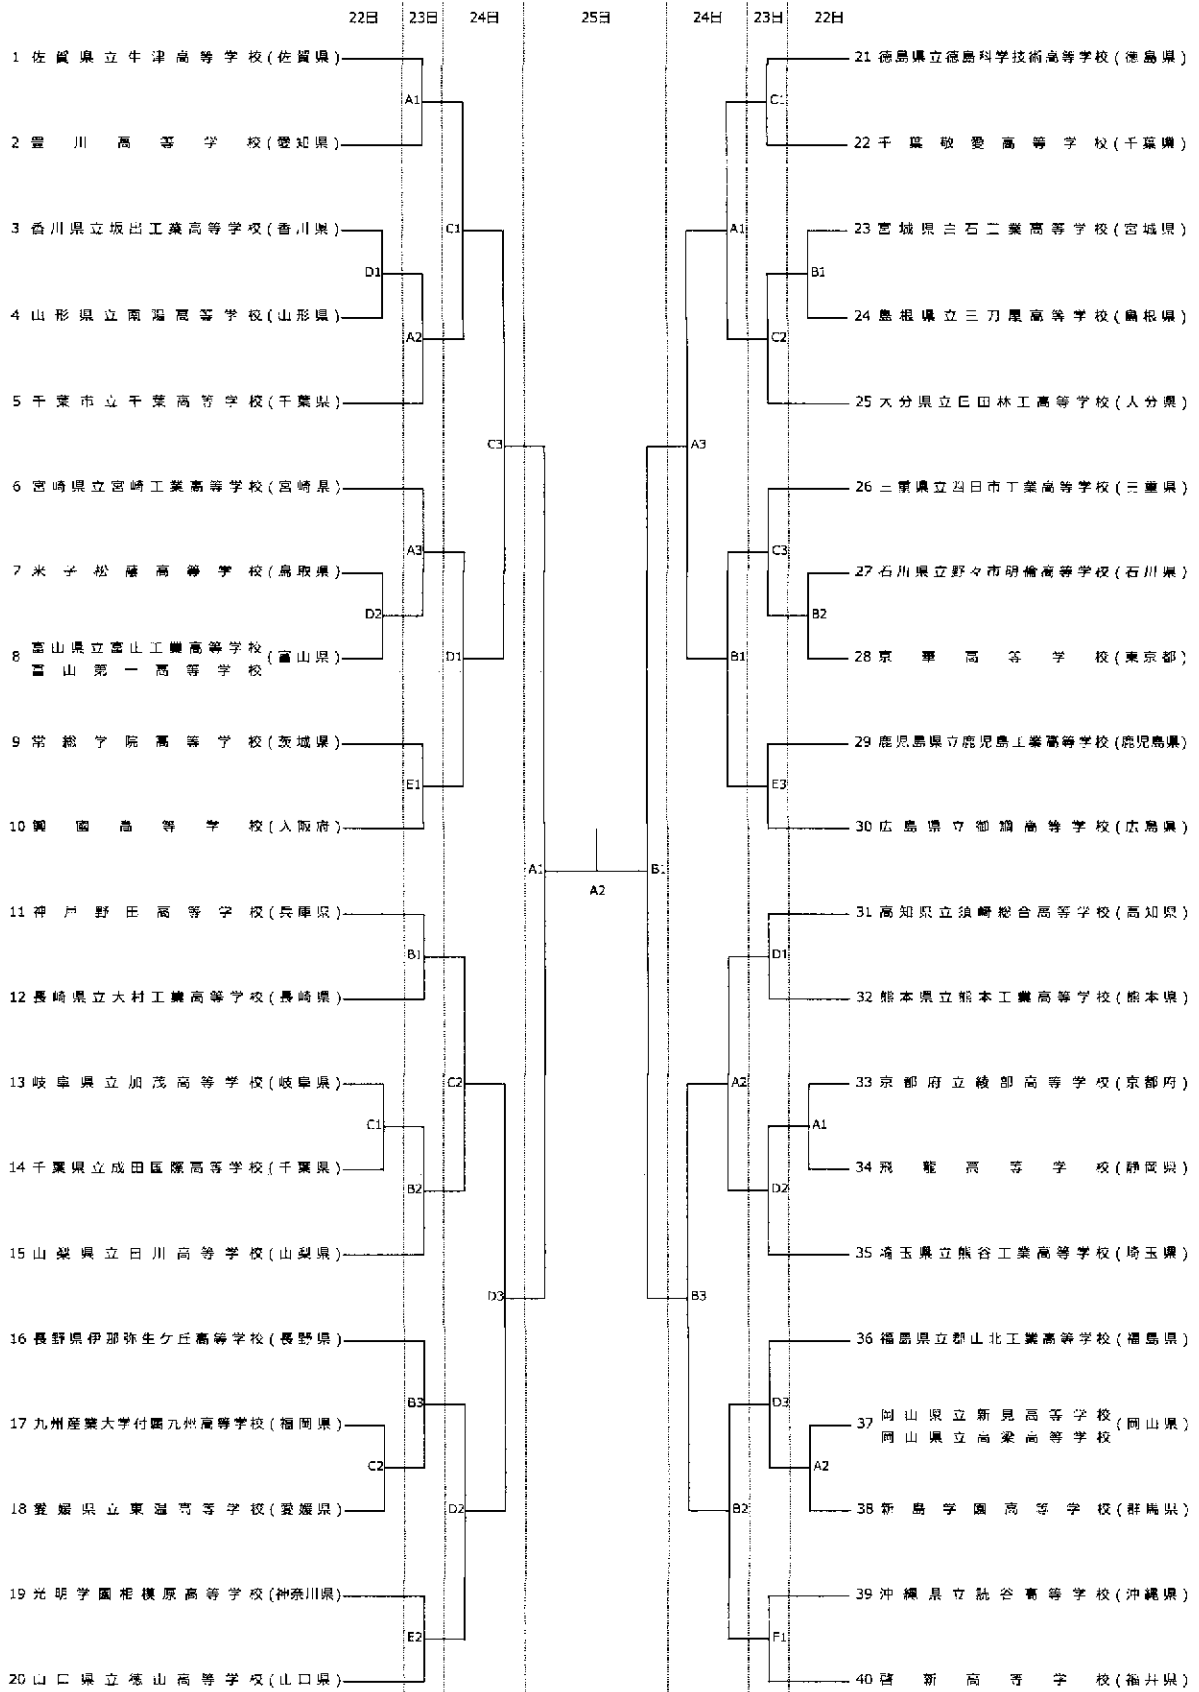 22日 23日 24日 25日 24日 23日 22日
1 佐賀県立牛津高等学校(佐賀県)
A1
2 豊川高等学校(愛知県)
3 香川県立坂出工業高等学校(香川県)
C1
D1
4 山形県立南陽高等学校(山形県)
A2
5 千葉市立千葉高等学校(千葉県)
C3
6 宮崎県立宮崎工業高等学校(宮崎県)
A3
7 米子松蔭高等学校(鳥取県)
D2
8 富山県立富山工業高等学校
富山第一高等学校
(富山県)
D1
9 常総学院高等学校(茨城県)
E1
10 興國高等学校(大阪府)
A1
11 神戸野田高等学校(兵庫県)
B1
12 長崎県立大村工業高等学校(長崎県)
13 岐阜県立加茂高等学校(岐阜県)
C2
C1
14 千葉県立成田国際高等学校(千葉県)
B2
15 山梨県立日川高等学校(山梨県)
D3
16 長野県伊那弥生ケ丘高等学校(長野県)
B3
17 九州産業大学付属九州高等学校(福岡県)
C2
18 愛媛県立東温高等学校(愛媛県)
D2
19 光明学園相模原高等学校(神奈川県)
E2
20 山口県立徳山高等学校(山口県)
A2
21 徳島県立徳島科学技術高等学校(徳島県)
C1
22 千葉敬愛高等学校(千葉県)
23 宮城県白石工業高等学校(宮城県)
A1
B1
24 島根県立三刀屋高等学校(島根県)
C2
25 大分県立日田林工高等学校(大分県)
A3
26 三重県立四日市工業高等学校(三重県)
C3
27 石川県立野々市明倫高等学校(石川県)
B2
28 京華高等学校(東京都)
B1
29 鹿児島県立鹿児島工業高等学校(鹿児島県)
E3
30 広島県立御調高等学校(広島県)
B1
31 高知県立須崎総合高等学校(高知県)
D1
32 熊本県立熊本工業高等学校(熊本県)
33 京都府立綾部高等学校(京都府)
A2
A1
34 飛龍高等学校(静岡県)
D2
35 埼玉県立熊谷工業高等学校(埼玉県)
B3
36 福島県立郡山北工業高等学校(福島県)
D3
37 岡山県立新見高等学校
岡山県立高梁高等学校
(岡山県)
A2
38 新島学園高等学校(群馬県)
B2
39 沖縄県立読谷高等学校(沖縄県)
F1
40 啓新高等学校(福井県)